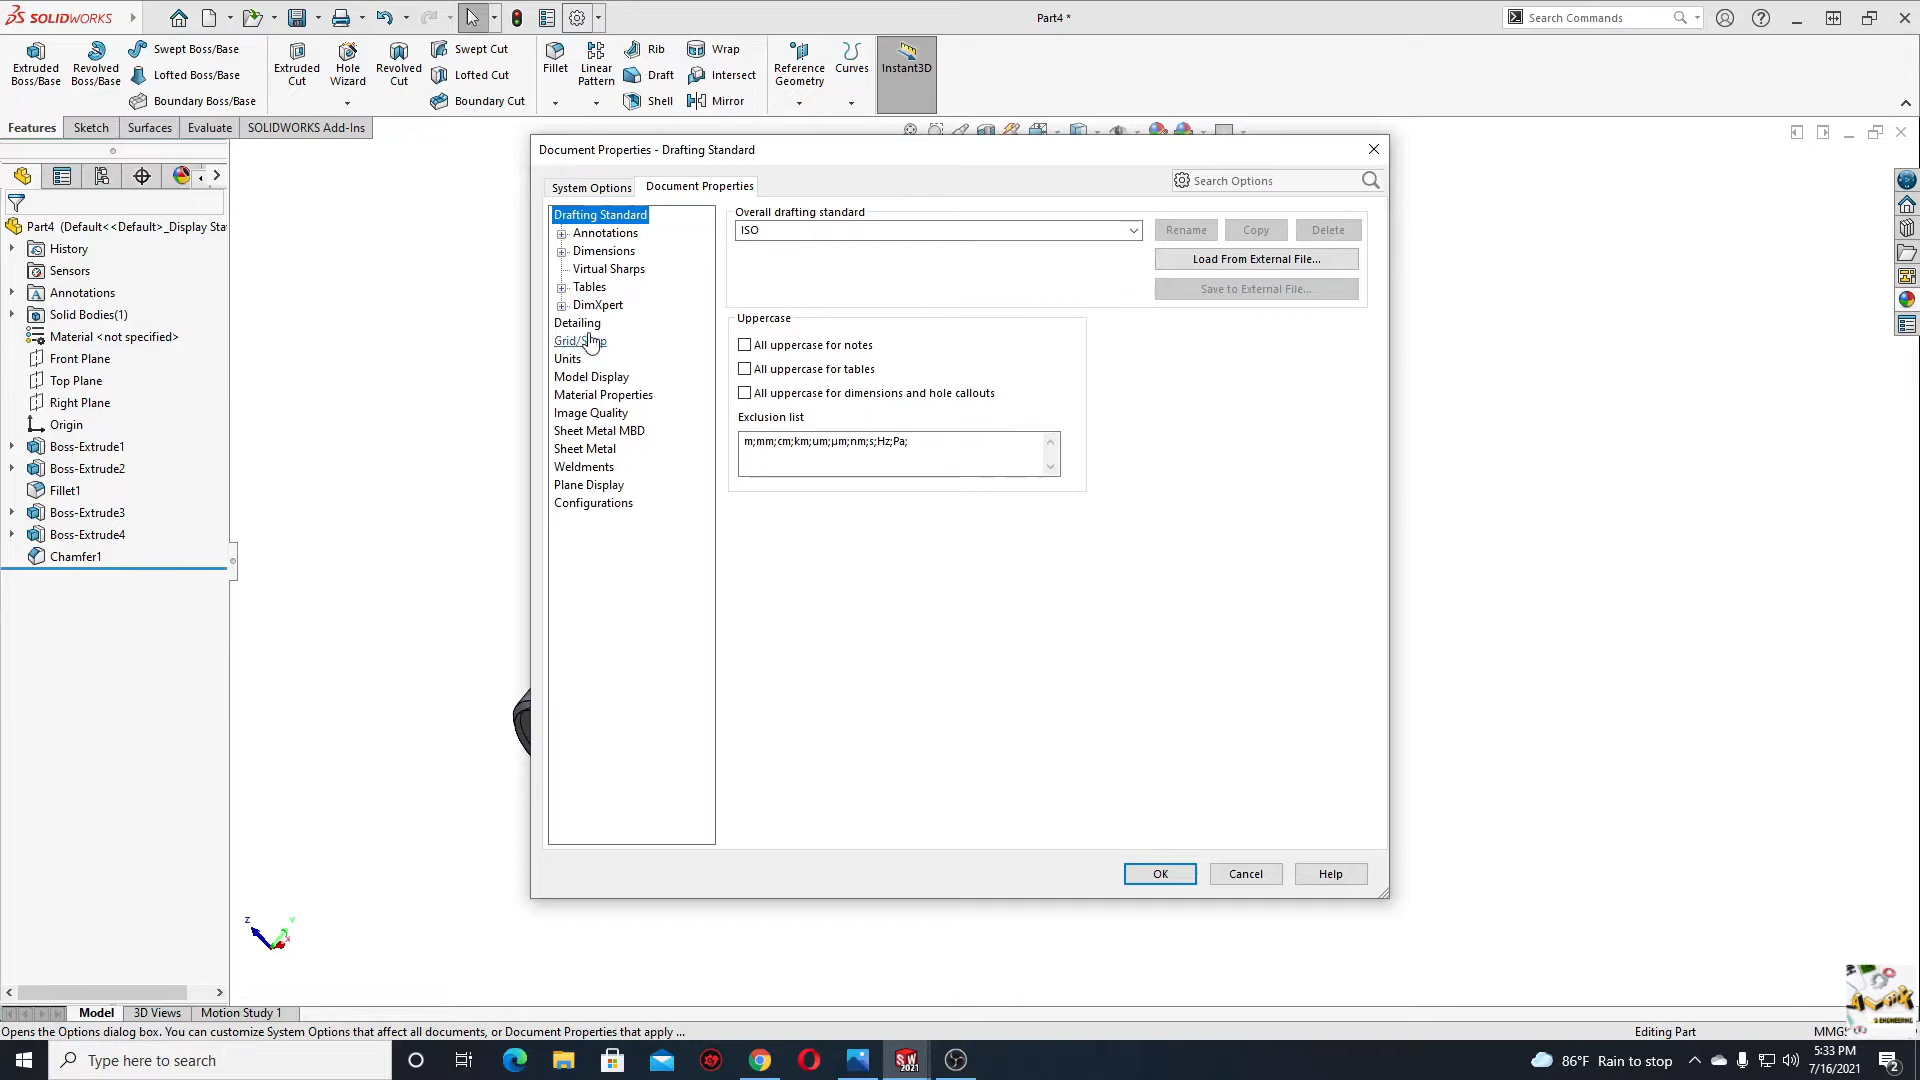 SOLIDWORKS
Part4 *
Search Commands
Extruded Boss/Base
Revolved Boss/Base
Swept Boss/Base
Lofted Boss/Base
Boundary Boss/Base
Extruded Cut
Hole Wizard
Revolved Cut
Swept Cut
Lofted Cut
Boundary Cut
Fillet
Linear Pattern
Rib
Draft
Shell
Wrap
Intersect
Mirror
Reference Geometry
Curves
Instant3D
Features
Sketch
Surfaces
Evaluate
SOLIDWORKS Add-Ins
Part4 (Default<<Default>_Display Sta
History
Sensors
Annotations
Solid Bodies(1)
Material <not specified>
Front Plane
Top Plane
Right Plane
Origin
Boss-Extrude1
Boss-Extrude2
Fillet1
Boss-Extrude3
Boss-Extrude4
Chamfer1
Document Properties - Drafting Standard
System Options
Document Properties
Search Options
Drafting Standard
Annotations
Dimensions
Virtual Sharps
Tables
DimXpert
Detailing
Units
Model Display
Material Properties
Image Quality
Sheet Metal MBD
Sheet Metal
Weldments
Plane Display
Configurations
Overall drafting standard
ISO
Rename
Copy
Delete
Load From External File...
Save to External File...
Uppercase
All uppercase for notes
All uppercase for tables
All uppercase for dimensions and hole callouts
Exclusion list
m;mm;cm;km;um;µm;nm;s;Hz;Pa;
OK
Cancel
Help
Z
Y
X
Model
3D Views
Motion Study 1
Opens the Options dialog box. You can customize System Options that affect all documents, or Document Properties that apply ...
Editing Part
MMGS
Type here to search
SW
2021
86°F Rain to stop
5:33 PM
7/16/2021
2